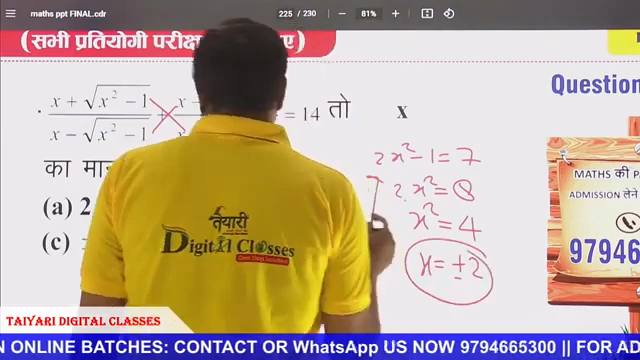 maths ppt FINAL.cdr
225 / 230
81%
(सभी प्रतियोगी
Question
x + √x² − 1
x − √x² − 1
x −
= 14 तो
x
का
(a) 2
(c)
2x² − 1 = 7
2x² = 8
x² = 4
x = ± 2
MATHS की
ADMISSION लेने
97946
तैयारी
Digital Classes
TAIYARI DIGITAL CLASSES
N ONLINE BATCHES: CONTACT OR WhatsApp US NOW 9794665300 || FOR AD